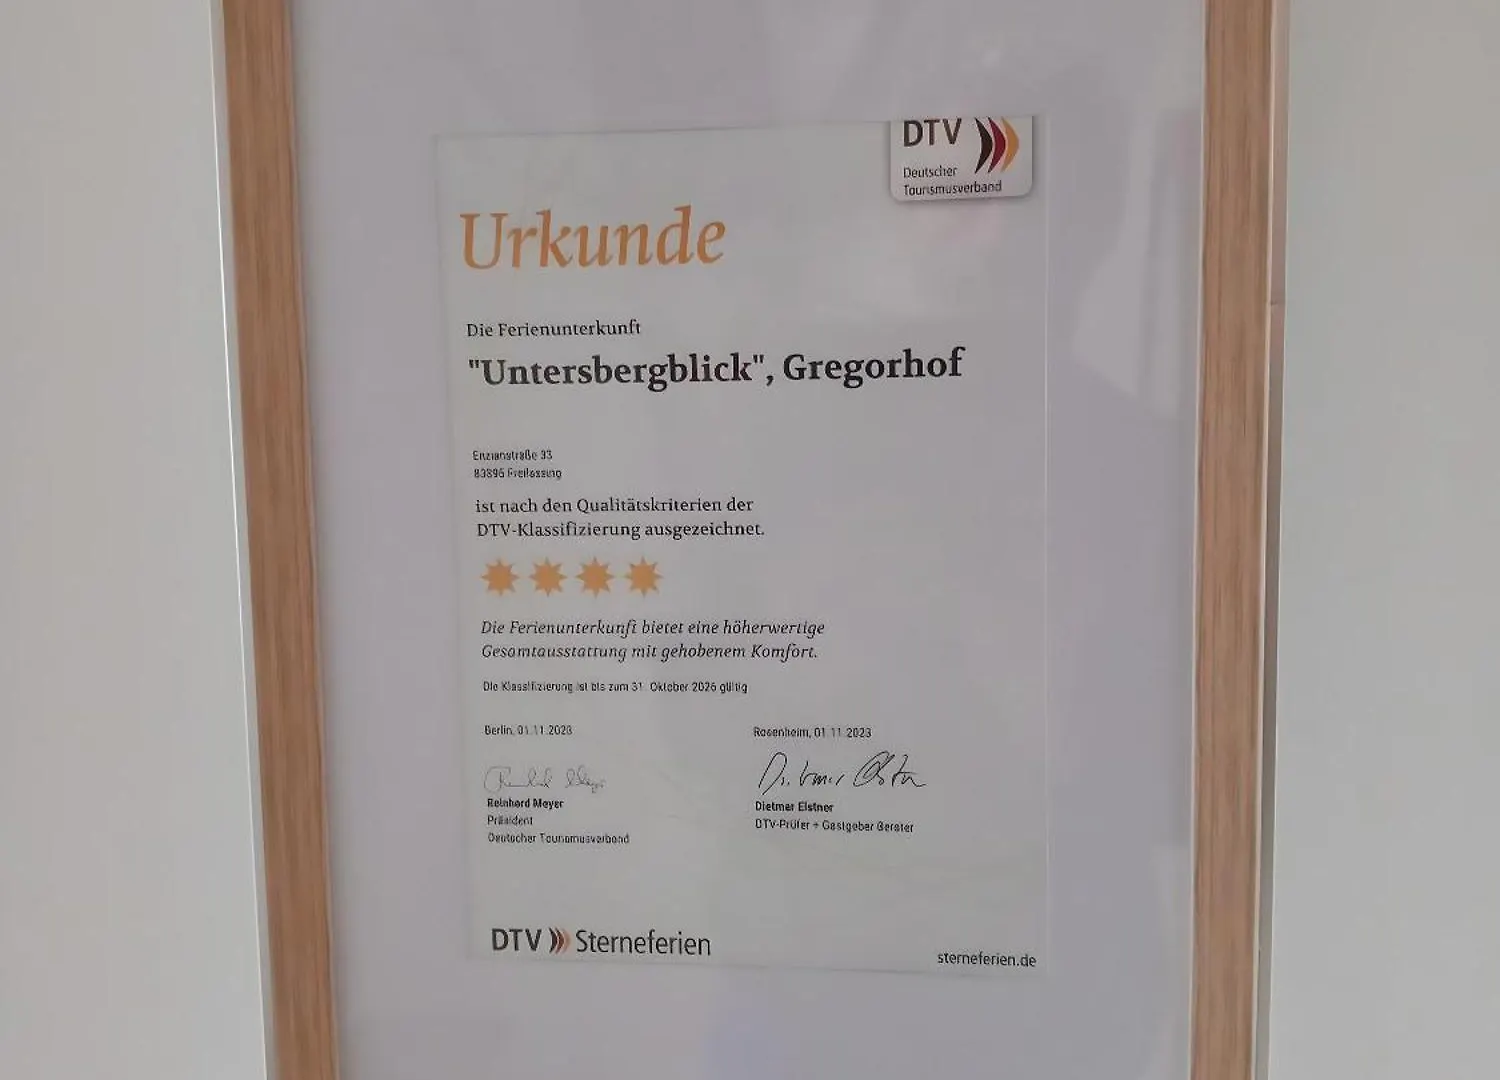 DTV
Deutscher
Tourismusverband
Urkunde
Die Ferienunterkunft
"Untersbergblick", Gregorhof
Enzianstraße 33
83395 Freilassing
ist nach den Qualitätskriterien der
DTV-Klassifizierung ausgezeichnet.
Die Ferienunterkunft bietet eine höherwertige
Gesamtausstattung mit gehobenem Komfort.
Die Klassifizierung ist bis zum 31. Oktober 2026 gültig
Berlin, 01.11.2023
Rosenheim, 01.11.2023
Reinhard Meyer
Präsident
Deutscher Tourismusverband
Dietmar Elstner
DTV-Prüfer + Gastgeber Berater
DTV Sterneferien
sterneferien.de